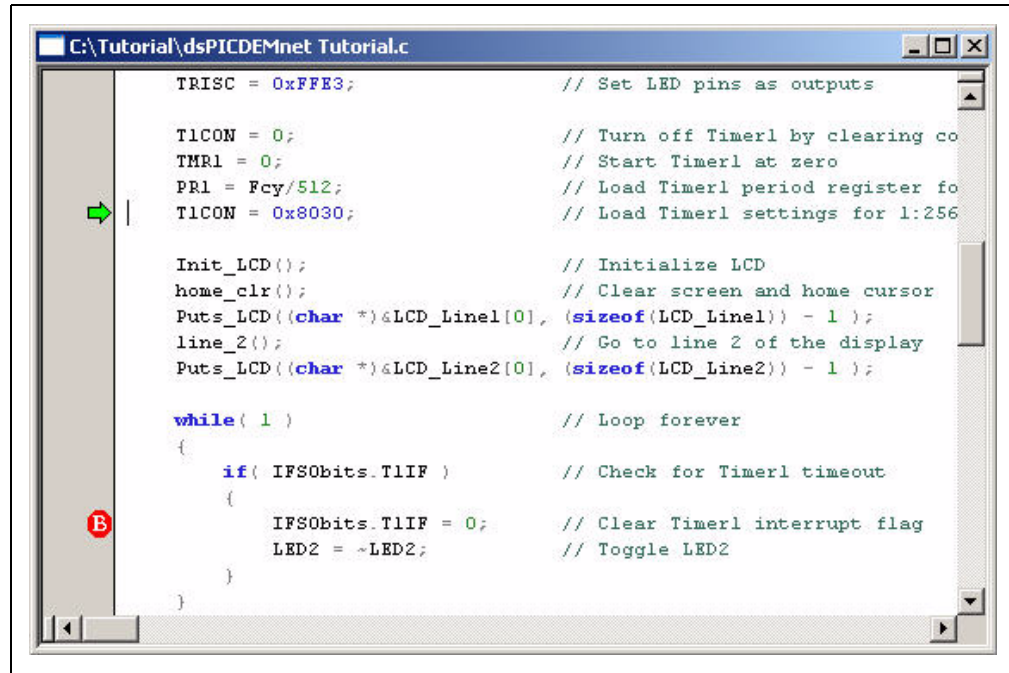 C:\Tutorial\dsPICDEMnet Tutorial.c
TRISC = 0xFFE3; // Set LED pins as outputs
T1CON = 0; // Turn off Timer1 by clearing co
TMR1 = 0; // Start Timer1 at zero
PR1 = Fcy/512; // Load Timer1 period register fo
T1CON = 0x8030; // Load Timer1 settings for 1:256
Init_LCD(); // Initialize LCD
home_clr(); // Clear screen and home cursor
Puts_LCD((char *)&LCD_Line1[0], (sizeof(LCD_Line1)) - 1 );
line_2(); // Go to line 2 of the display
Puts_LCD((char *)&LCD_Line2[0], (sizeof(LCD_Line2)) - 1 );
while( 1 ) // Loop forever
{
if( IFS0bits.T1IF ) // Check for Timer1 timeout
{
B IFS0bits.T1IF = 0; // Clear Timer1 interrupt flag
LED2 = ~LED2; // Toggle LED2
}
}